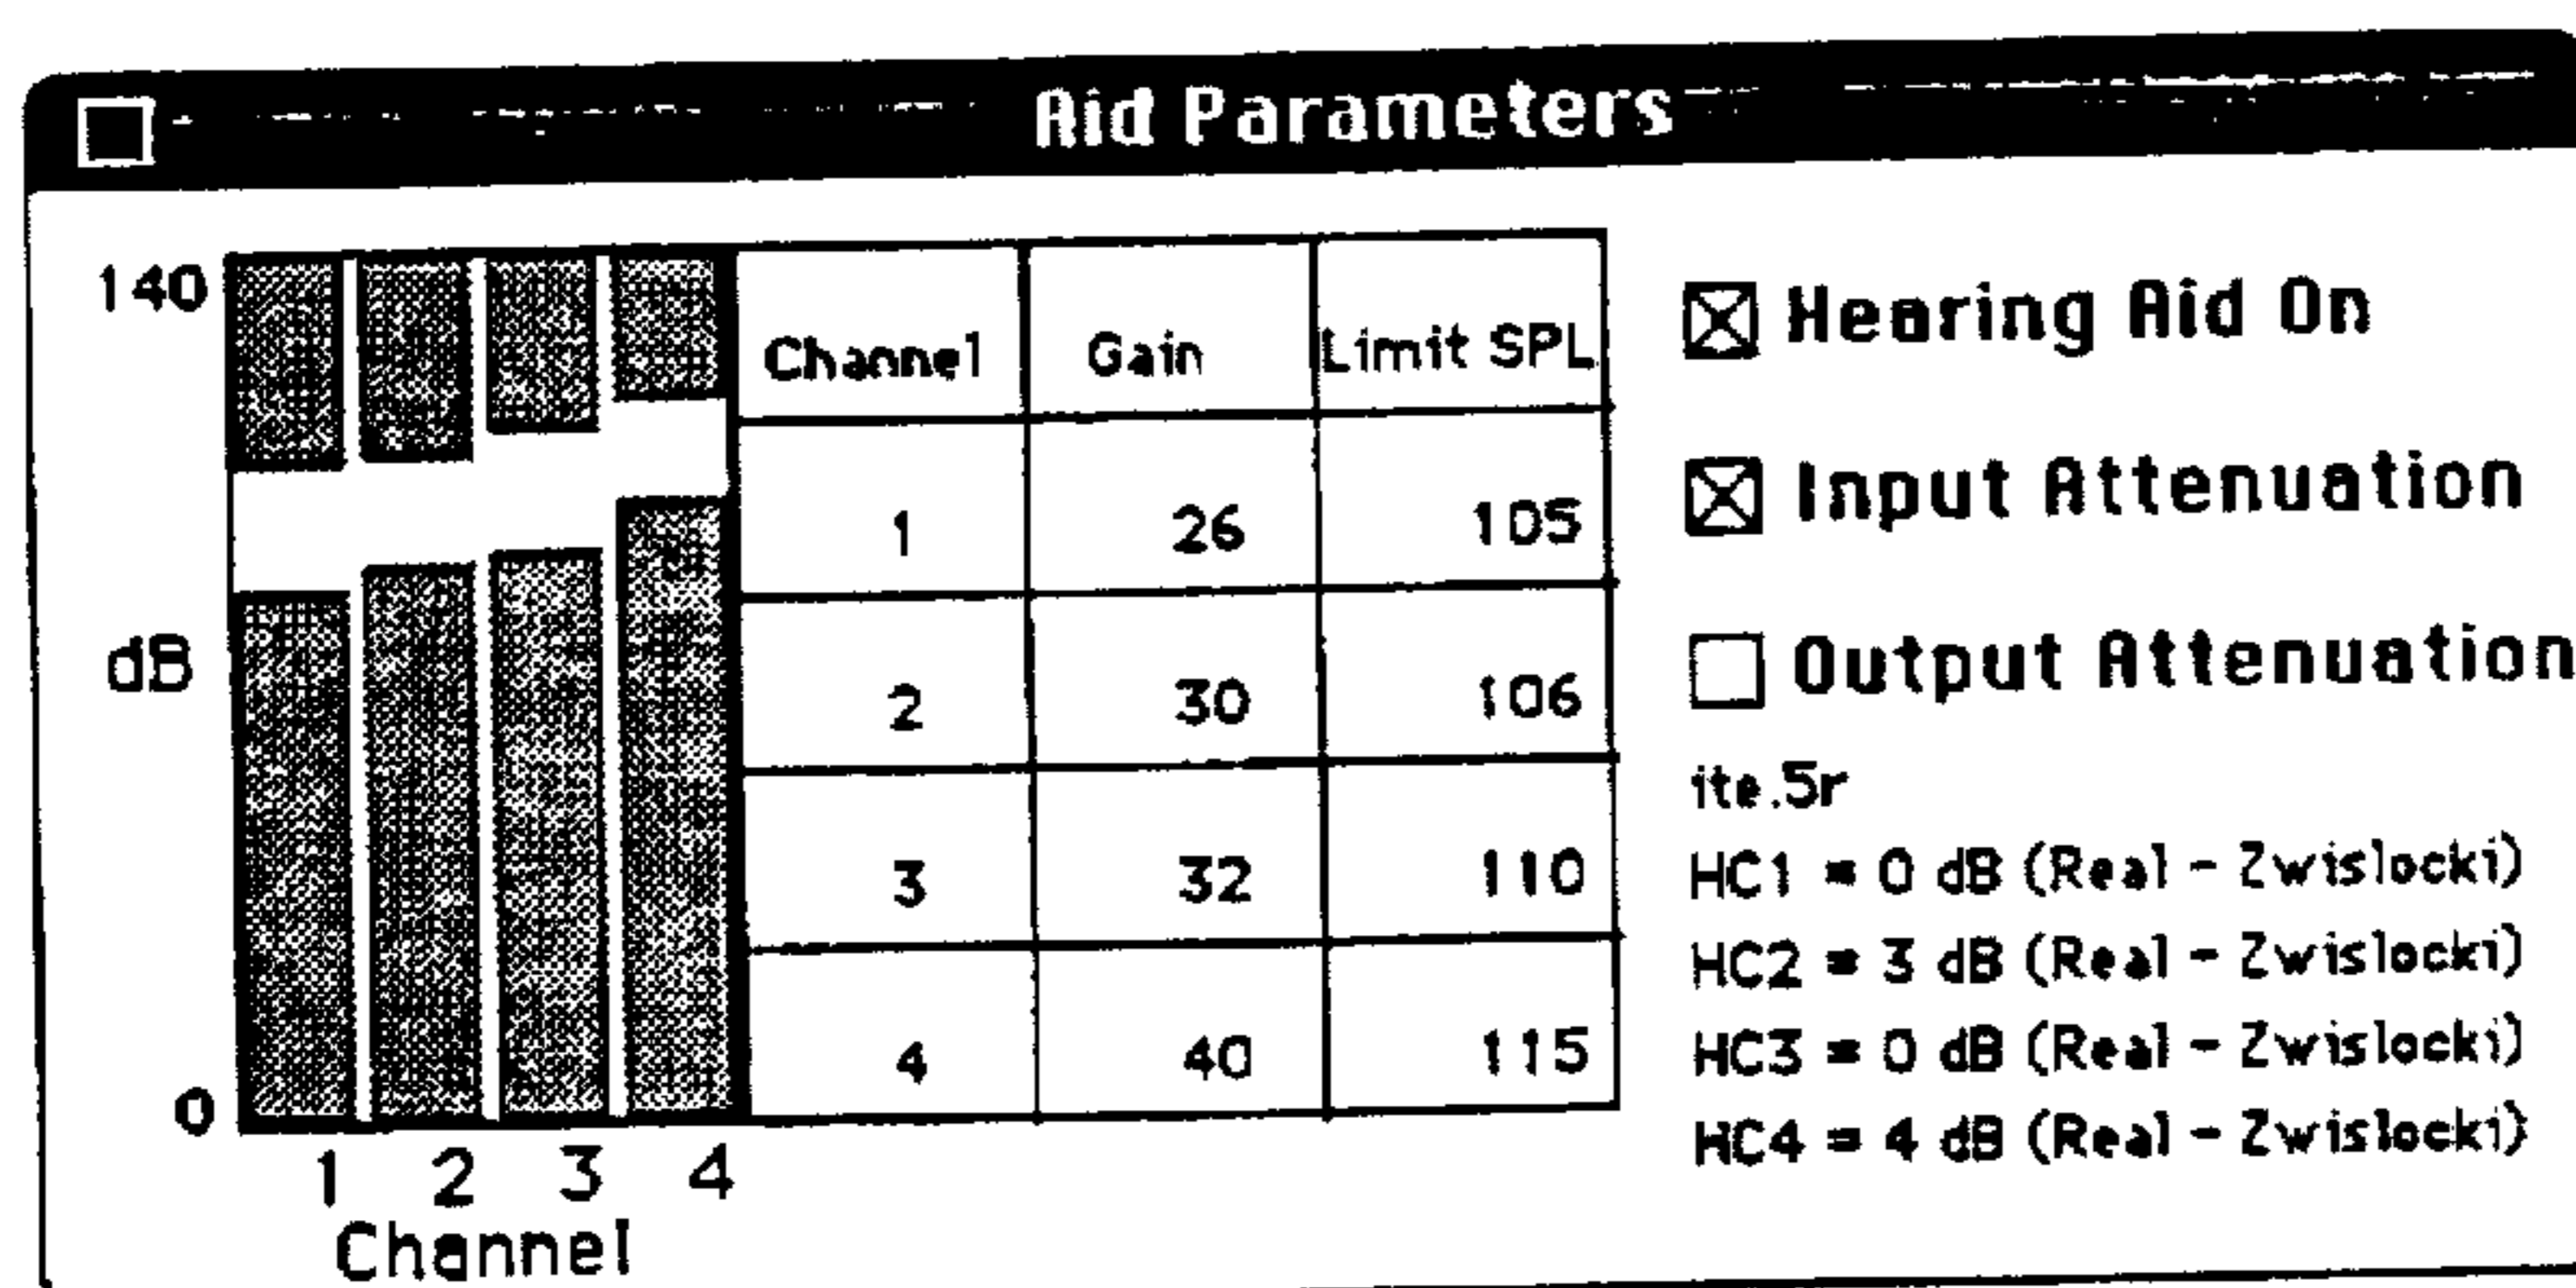 Aid Parameters
140
dB
0
1 2 3 4
Channel
Channel Gain Limit SPL
1 26 105
2 30 106
3 32 110
4 40 115
Hearing Aid On
Input Attenuation
Output Attenuation
ite.5r
HC1 = 0 dB (Real - Zwislocki)
HC2 = 3 dB (Real - Zwislocki)
HC3 = 0 dB (Real - Zwislocki)
HC4 = 4 dB (Real - Zwislocki)